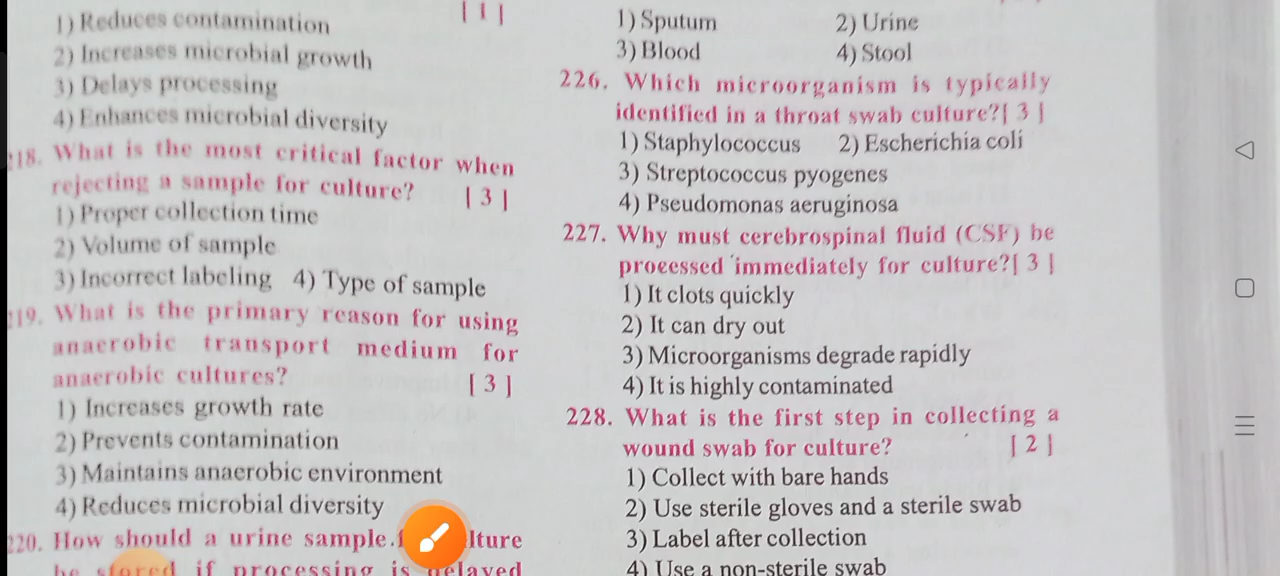 1) Reduces contamination [ 1 ]
2) Increases microbial growth
3) Delays processing
4) Enhances microbial diversity
218. What is the most critical factor when
rejecting a sample for culture? [ 3 ]
1) Proper collection time
2) Volume of sample
3) Incorrect labeling 4) Type of sample
219. What is the primary reason for using
anaerobic transport medium for
anaerobic cultures? [ 3 ]
1) Increases growth rate
2) Prevents contamination
3) Maintains anaerobic environment
4) Reduces microbial diversity
220. How should a urine sample lture
be stored if processing is delayed
1) Sputum 2) Urine
3) Blood 4) Stool
226. Which microorganism is typically
identified in a throat swab culture?[ 3 ]
1) Staphylococcus 2) Escherichia coli
3) Streptococcus pyogenes
4) Pseudomonas aeruginosa
227. Why must cerebrospinal fluid (CSF) be
processed immediately for culture?[ 3 ]
1) It clots quickly
2) It can dry out
3) Microorganisms degrade rapidly
4) It is highly contaminated
228. What is the first step in collecting a
wound swab for culture? [ 2 ]
1) Collect with bare hands
2) Use sterile gloves and a sterile swab
3) Label after collection
4) Use a non-sterile swab